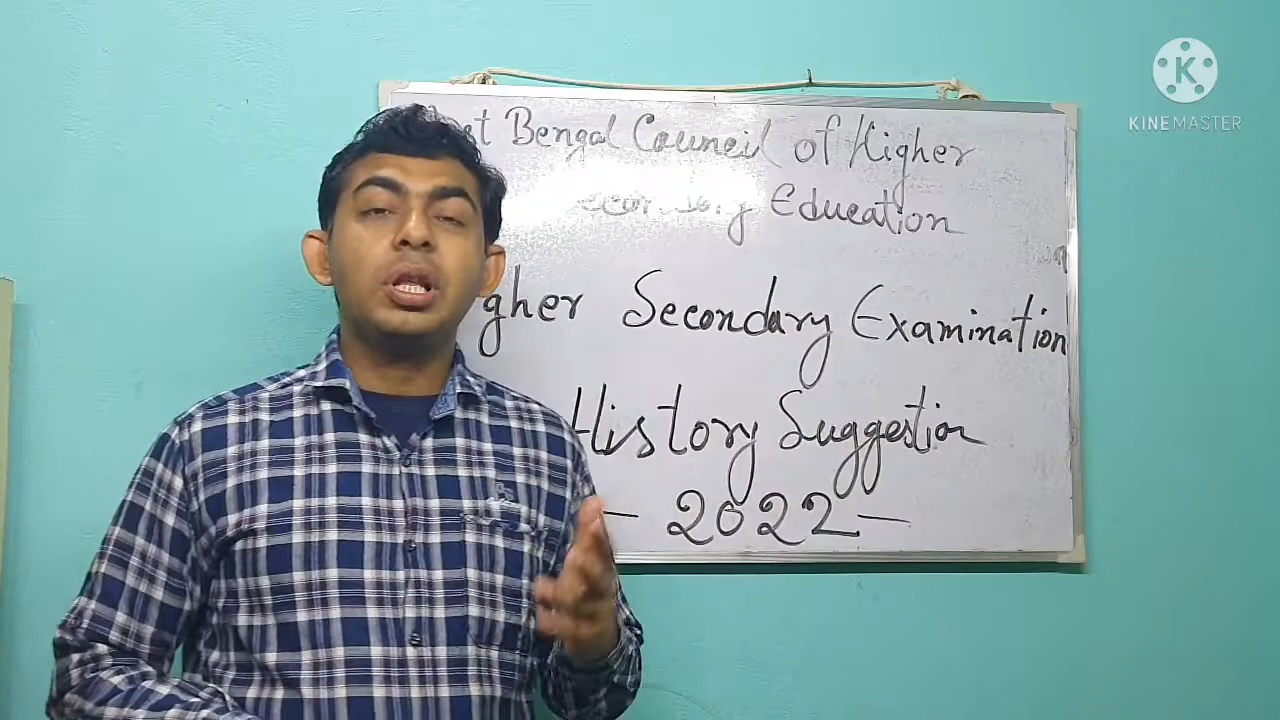 Bengal Council of Higher
Education
gher Secondary Examination
History Suggestion
- 2022 -
K
KINEMASTER